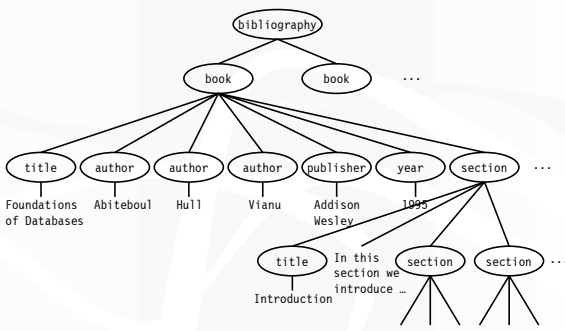 bibliography
book
book
...
title
author
author
author
publisher
year
section
...
Foundations
of Databases
Abiteboul
Hull
Vianu
Addison
Wesley
1995
title
In this
section we
introduce …
section
section
...
Introduction